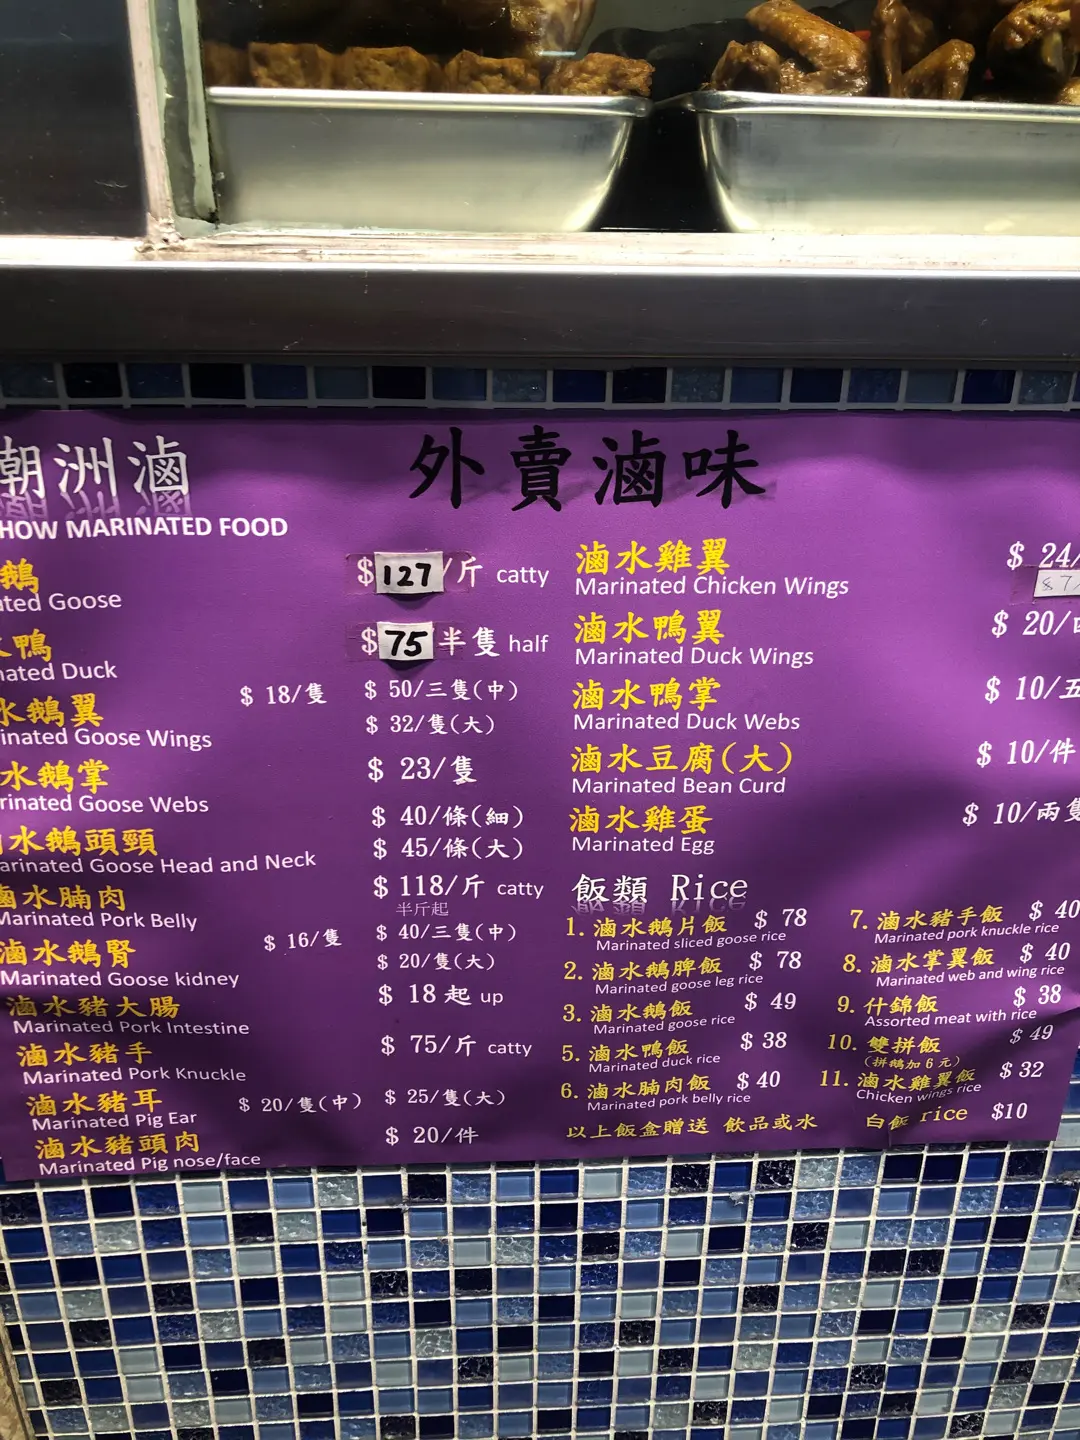 潮洲滷
外賣滷味
HOW MARINATED FOOD
鵝 $127/斤 catty
ated Goose
水鴨 $75半隻 half
nated Duck
水鵝翼 $ 18/隻 $ 50/三隻(中)
inated Goose Wings $ 32/隻(大)
水鵝掌 $ 23/隻
rinated Goose Webs
水鵝頭頸 $ 40/條(細)
arinated Goose Head and Neck $ 45/條(大)
滷水腩肉 $ 118/斤 catty
Marinated Pork Belly 半斤起
滷水鵝腎 $ 16/隻 $ 40/三隻(中)
Marinated Goose kidney $ 20/隻(大)
滷水豬大腸 $ 18 起 up
Marinated Pork Intestine
滷水豬手 $ 75/斤 catty
Marinated Pork Knuckle
滷水豬耳 $ 20/隻(中) $ 25/隻(大)
Marinated Pig Ear
滷水豬頭肉 $ 20/件
Marinated Pig nose/face
滷水雞翼 $ 24/
Marinated Chicken Wings $7/
滷水鴨翼 $ 20/四
Marinated Duck Wings
滷水鴨掌 $ 10/五
Marinated Duck Webs
滷水豆腐(大) $ 10/件
Marinated Bean Curd
滷水雞蛋 $ 10/兩隻
Marinated Egg
飯類 Rice
1. 滷水鵝片飯 $ 78
Marinated sliced goose rice
2. 滷水鵝脾飯 $ 78
Marinated goose leg rice
3. 滷水鵝飯 $ 49
Marinated goose rice
5. 滷水鴨飯 $ 38
Marinated duck rice
6. 滷水腩肉飯 $ 40
Marinated pork belly rice
7. 滷水豬手飯 $ 40
Marinated pork knuckle rice
8. 滷水掌翼飯 $ 40
Marinated web and wing rice
9. 什錦飯 $ 38
Assorted meat with rice
10. 雙拼飯 $ 49
(拼鵝加 6 元)
11. 滷水雞翼飯 $ 32
Chicken wings rice
以上飯盒贈送 飲品或水
白飯 rice $10